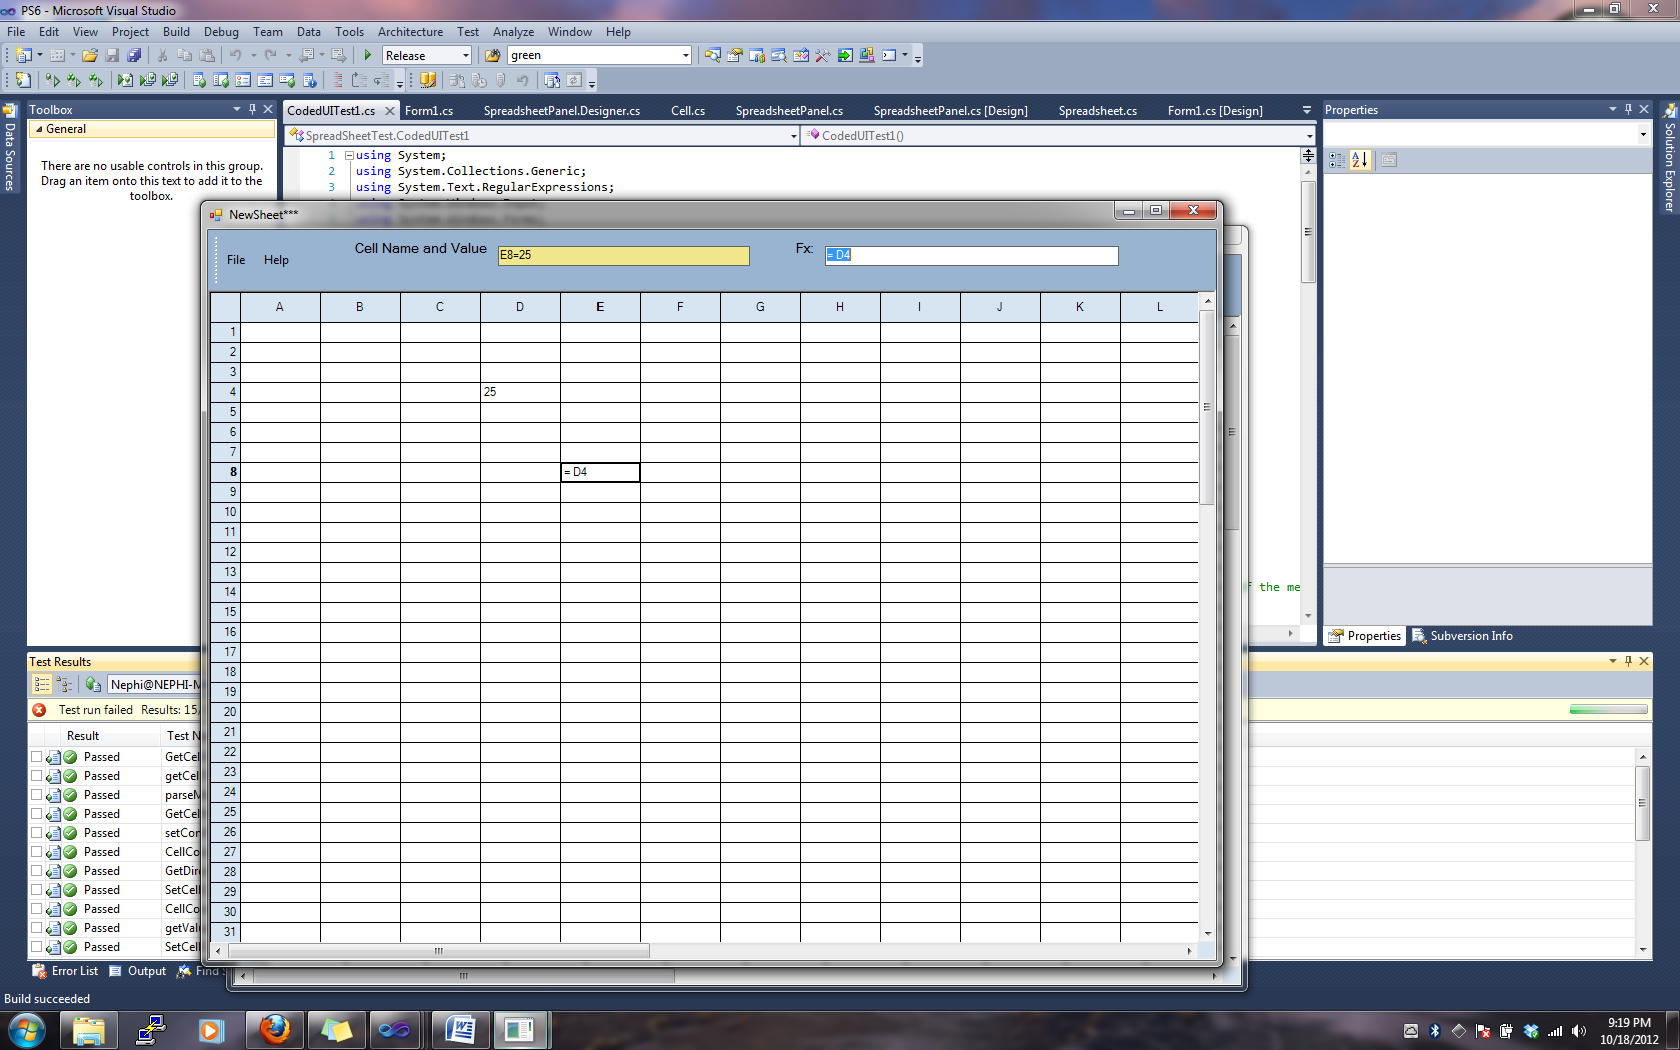 PS6 - Microsoft Visual Studio
File Edit View Project Build Debug Team Data Tools Architecture Test Analyze Window Help
Release green
Toolbox
General
There are no usable controls in this group.
Drag an item onto this text to add it to the
toolbox.
Data Sources
CodedUITest1.cs Form1.cs SpreadsheetPanel.Designer.cs Cell.cs SpreadsheetPanel.cs SpreadsheetPanel.cs [Design] Spreadsheet.cs Form1.cs [Design]
SpreadSheetTest.CodedUITest1 CodedUITest1()
1 using System;
2 using System.Collections.Generic;
3 using System.Text.RegularExpressions;
Properties
Solution Explorer
NewSheet***
File Help Cell Name and Value E8=25 Fx: = D4
A B C D E F G H I J K L
1
2
3
4 25
5
6
7
8 = D4
9
10
11
12
13
14
15
16
17
18
19
20
21
22
23
24
25
26
27
28
29
30
31
f the me
Properties Subversion Info
Test Results
Nephi@NEPHI-M
Test run failed Results: 15/
Result Test N
Passed GetCel
Passed getCel
Passed parseM
Passed GetCel
Passed setCon
Passed CellCo
Passed GetDir
Passed SetCell
Passed CellCo
Passed getValu
Passed SetCell
Error List Output Find S
Build succeeded
9:19 PM
10/18/2012